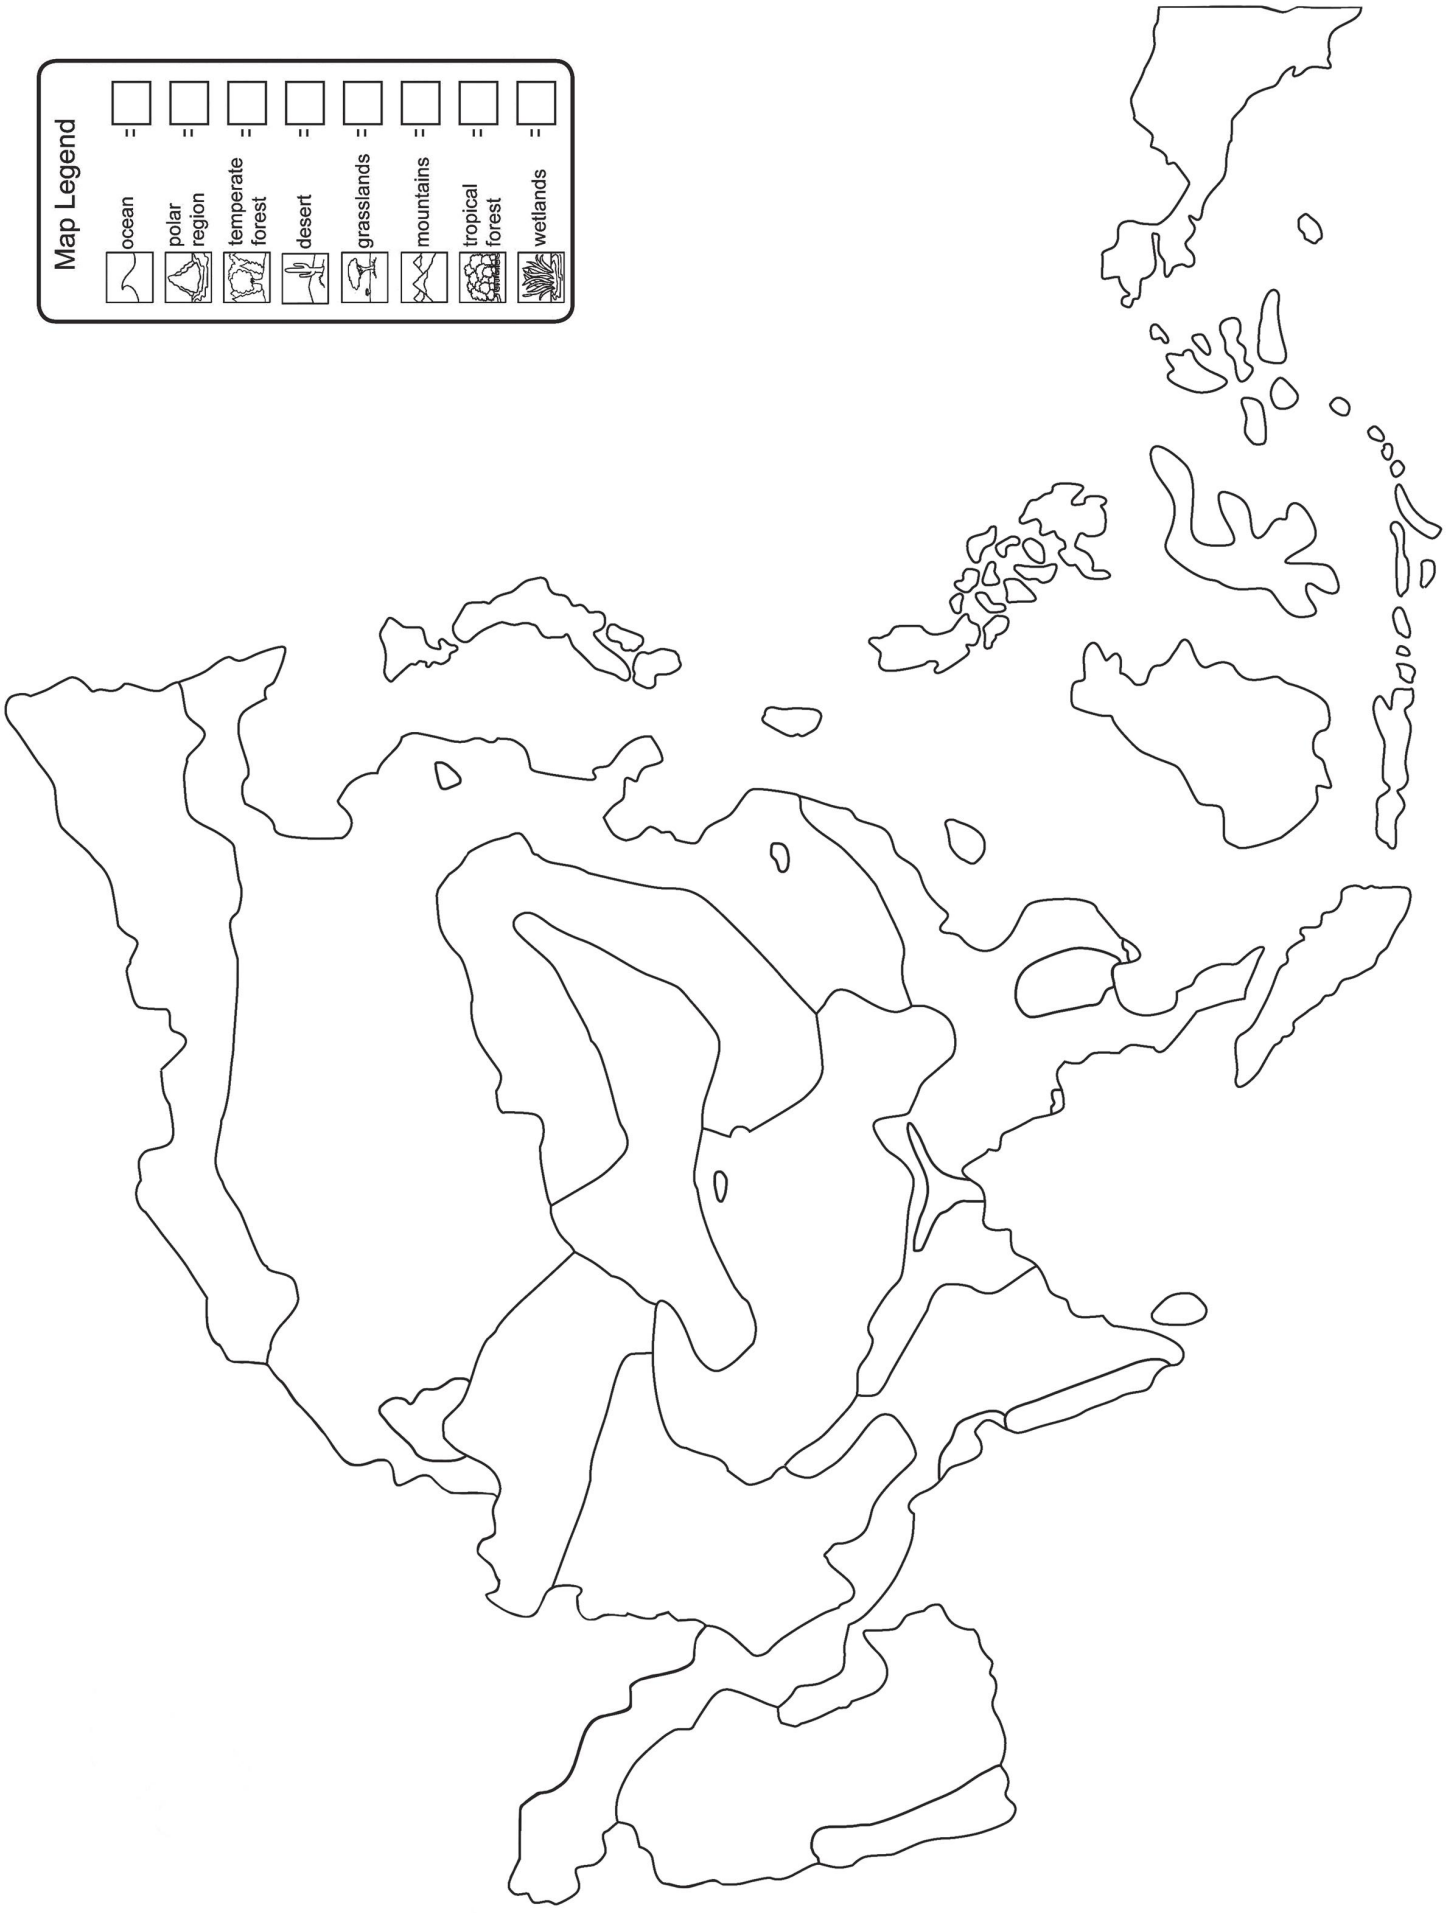 Map Legend
ocean =
polar
region =
temperate
forest =
desert =
grasslands =
mountains =
tropical
forest =
wetlands =